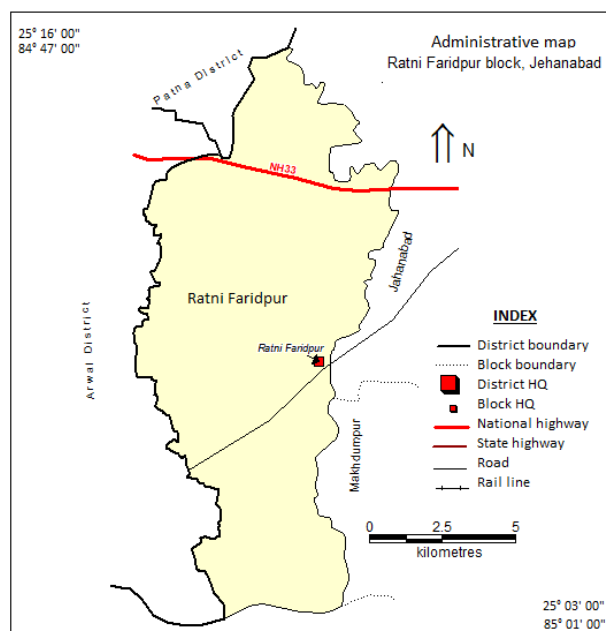 25° 16' 00"
84° 47' 00"
Administrative map
Ratni Faridpur block, Jehanabad
Patna District
N
NH33
Jahanabad
Ratni Faridpur
Arwal District
Ratni Faridpur
Makhdumpur
INDEX
District boundary
Block boundary
District HQ
Block HQ
National highway
State highway
Road
Rail line
0 2.5 5
kilometres
25° 03' 00"
85° 01' 00"